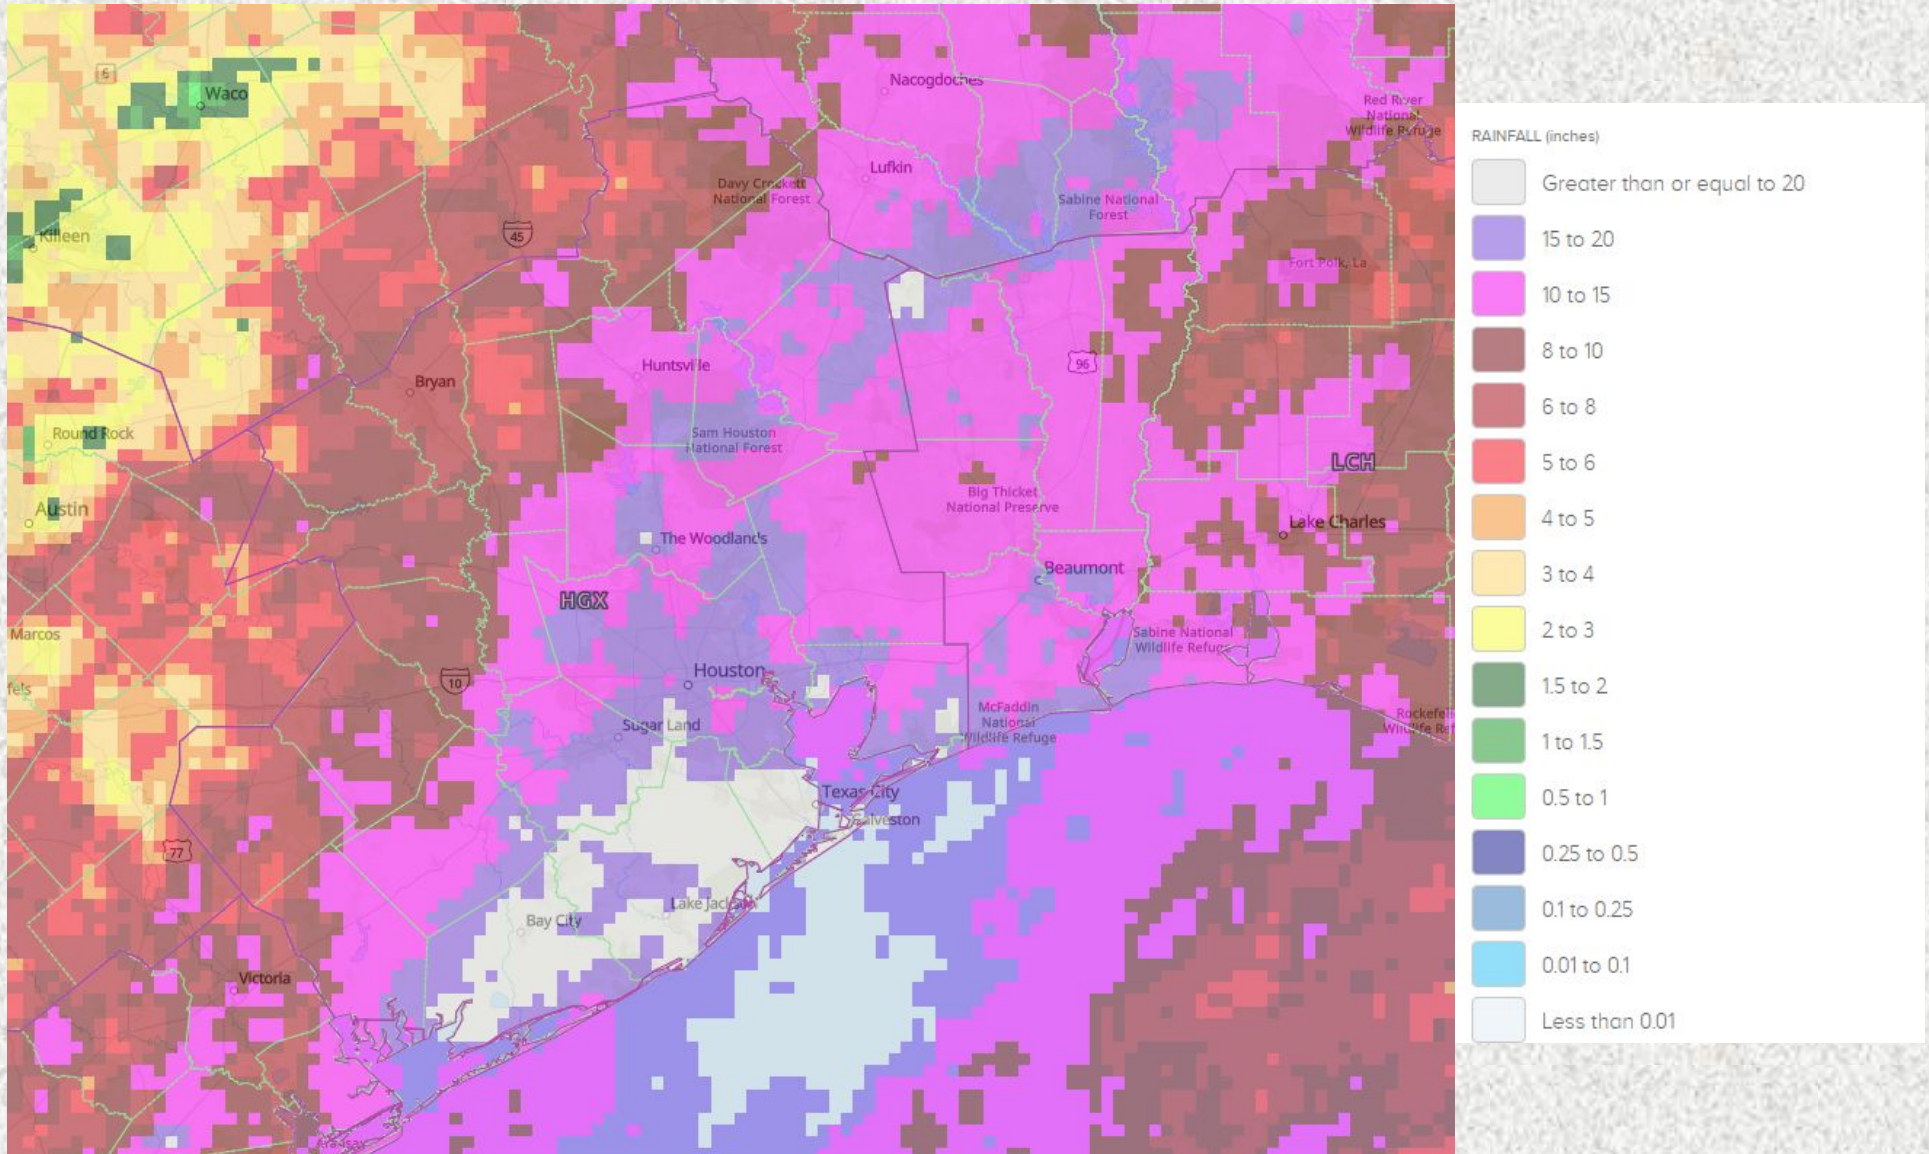 6
Waco
Nacogdoches
Red River
National
Wildlife Refuge
Lufkin
Davy Crockett
National Forest
Sabine National
Forest
45
Killeen
Fort Polk, La
Huntsville
96
Bryan
Round Rock
Sam Houston
National Forest
LCH
Big Thicket
National Preserve
Austin
Lake Charles
The Woodlands
Beaumont
HGX
Marcos
Sabine National
Wildlife Refuge
Houston
10
fels
McFaddin
National
Wildlife Refuge
Sugar Land
Rockefel
Wildlife Ref
Texas City
Galveston
77
Lake Jackson
Bay City
Victoria
Aransas
RAINFALL (inches)
Greater than or equal to 20
15 to 20
10 to 15
8 to 10
6 to 8
5 to 6
4 to 5
3 to 4
2 to 3
1.5 to 2
1 to 1.5
0.5 to 1
0.25 to 0.5
0.1 to 0.25
0.01 to 0.1
Less than 0.01